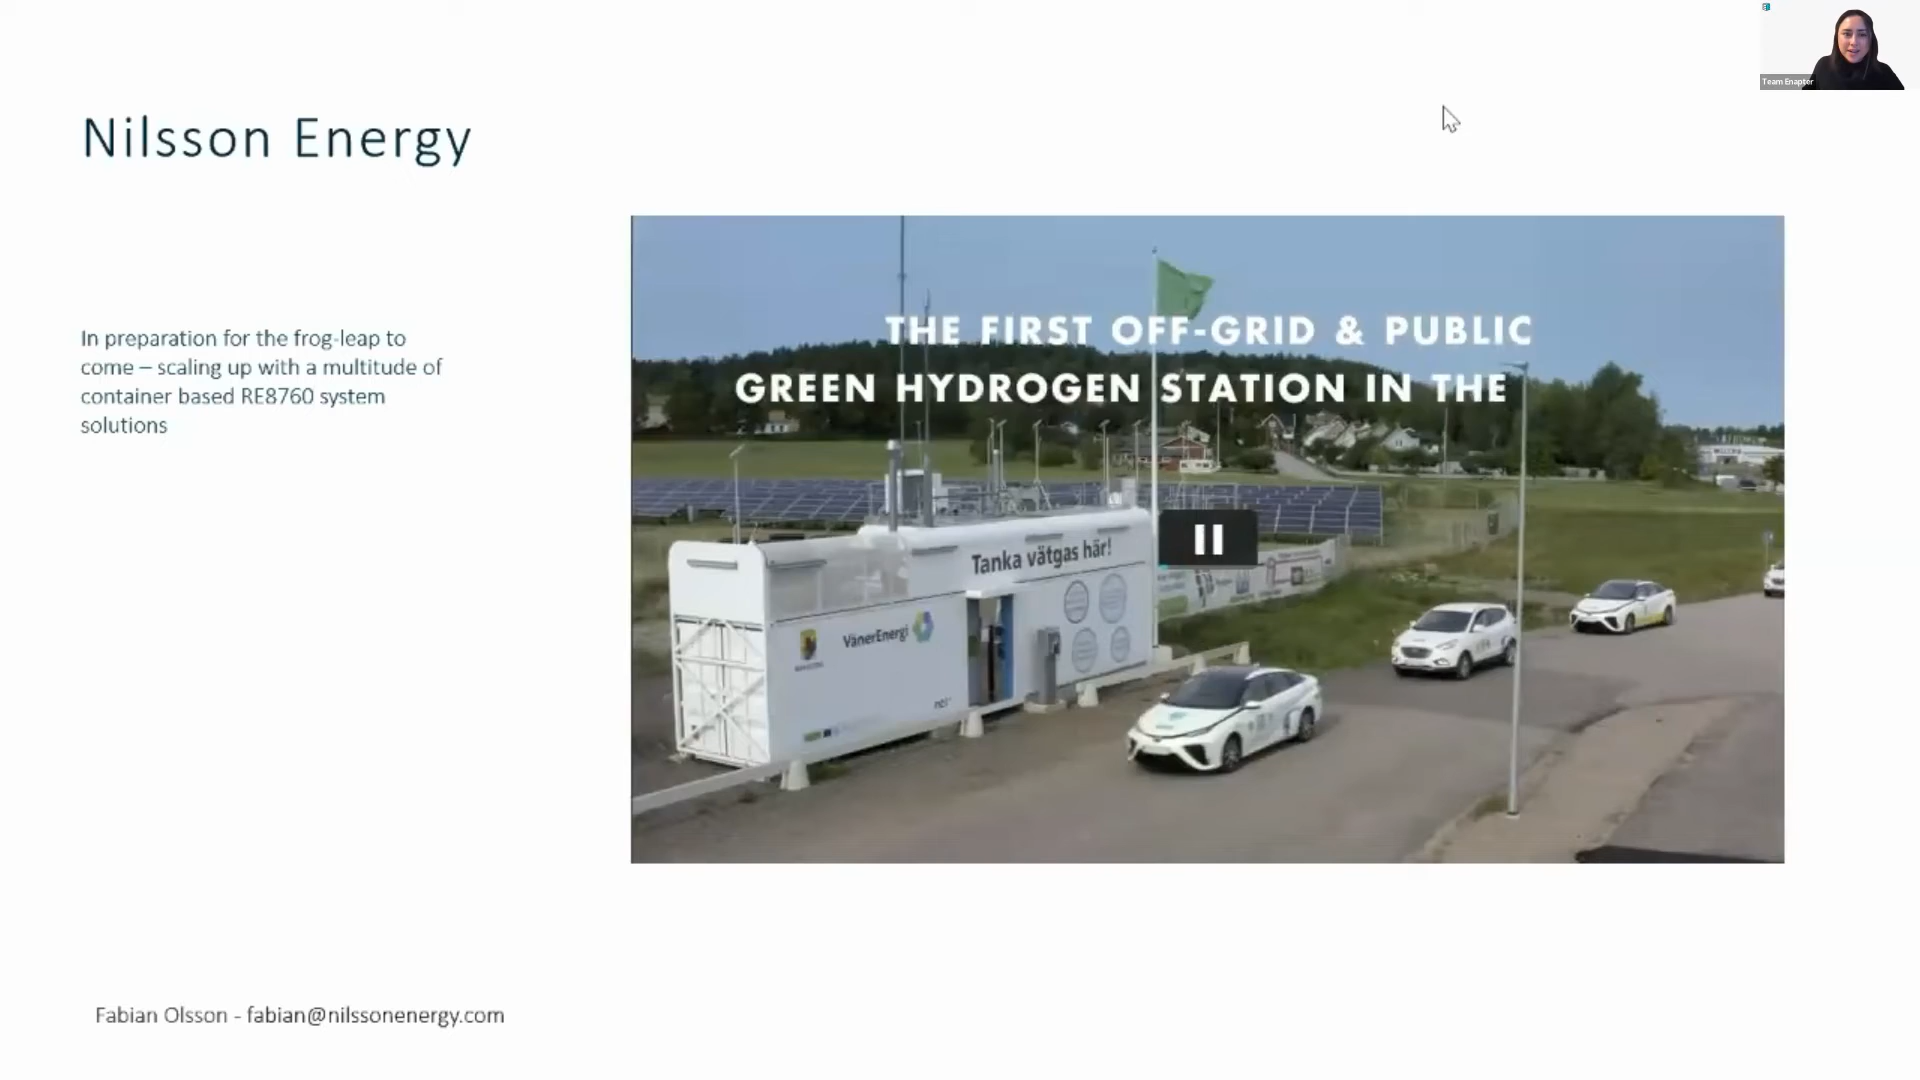 Team Enapter
Nilsson Energy
In preparation for the frog-leap to
come – scaling up with a multitude of
container based RE8760 system
solutions
THE FIRST OFF-GRID & PUBLIC
GREEN HYDROGEN STATION IN THE
Tanka vätgas här!
VänerEnergi
Fabian Olsson - fabian@nilssonenergy.com